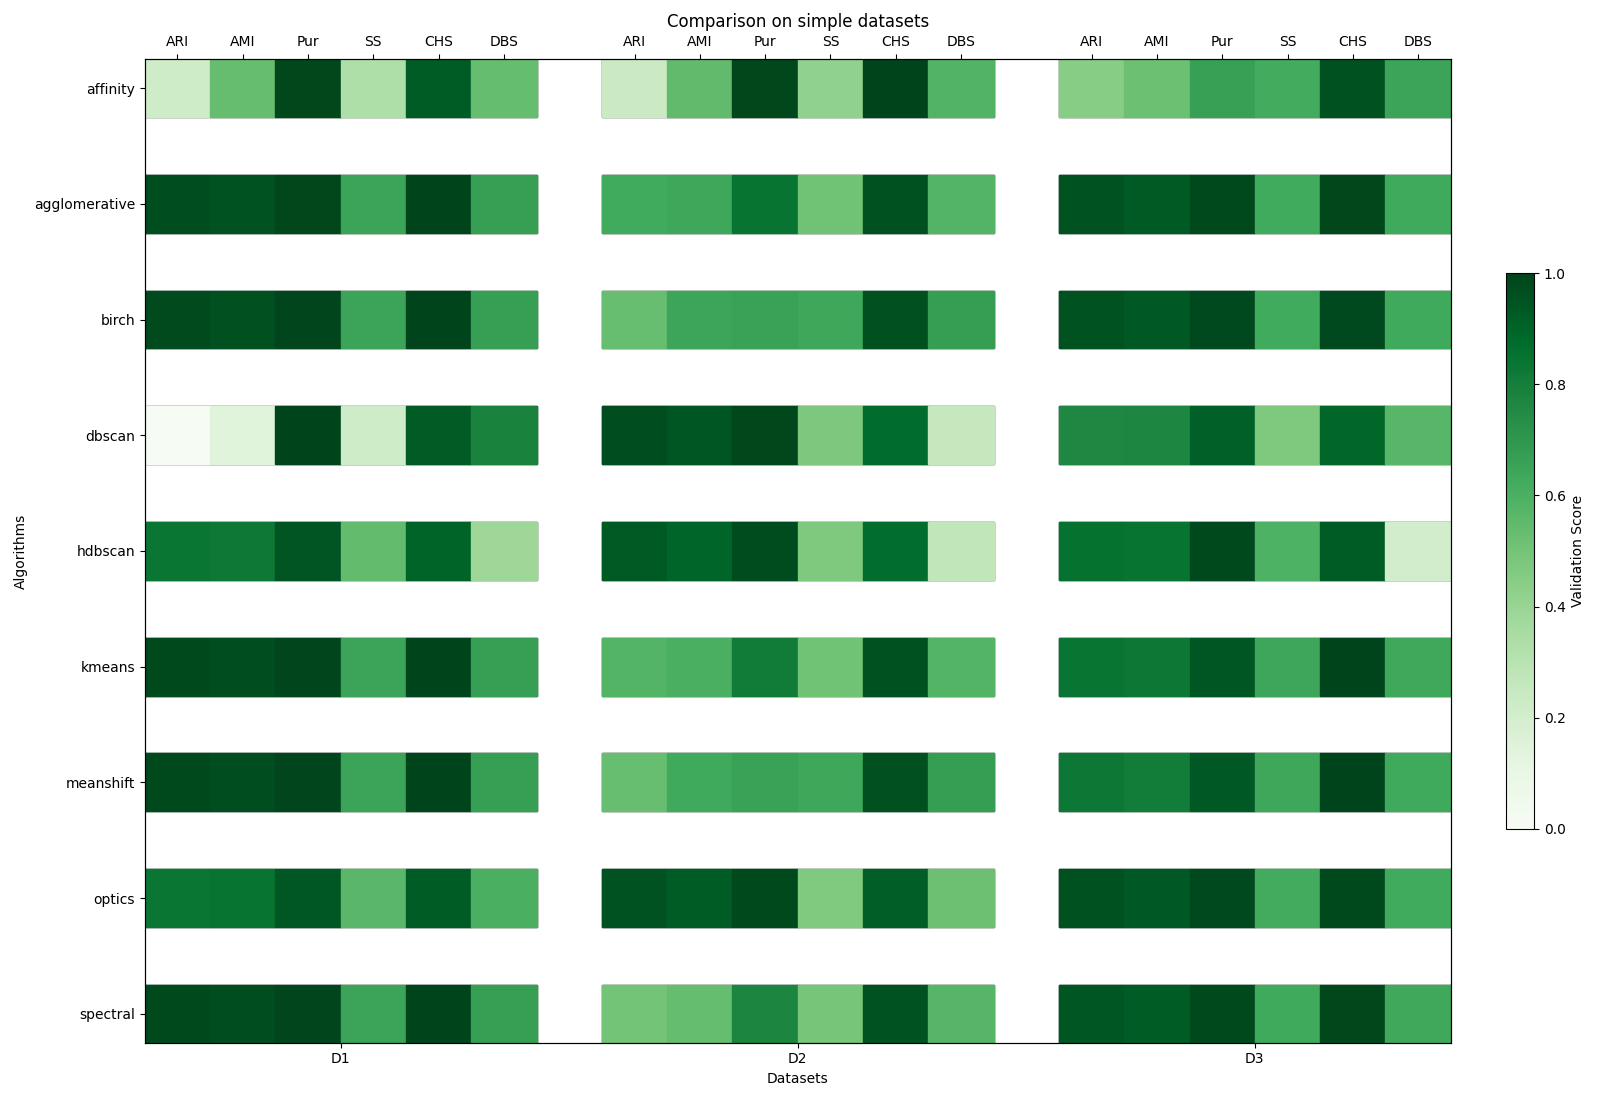 Comparison on simple datasets
ARI AMI Pur SS CHS DBS ARI AMI Pur SS CHS DBS ARI AMI Pur SS CHS DBS
affinity
agglomerative
birch
dbscan
hdbscan
kmeans
meanshift
optics
spectral
Algorithms
D1 D2 D3
Datasets
1.0
0.8
0.6
0.4
0.2
0.0
Validation Score